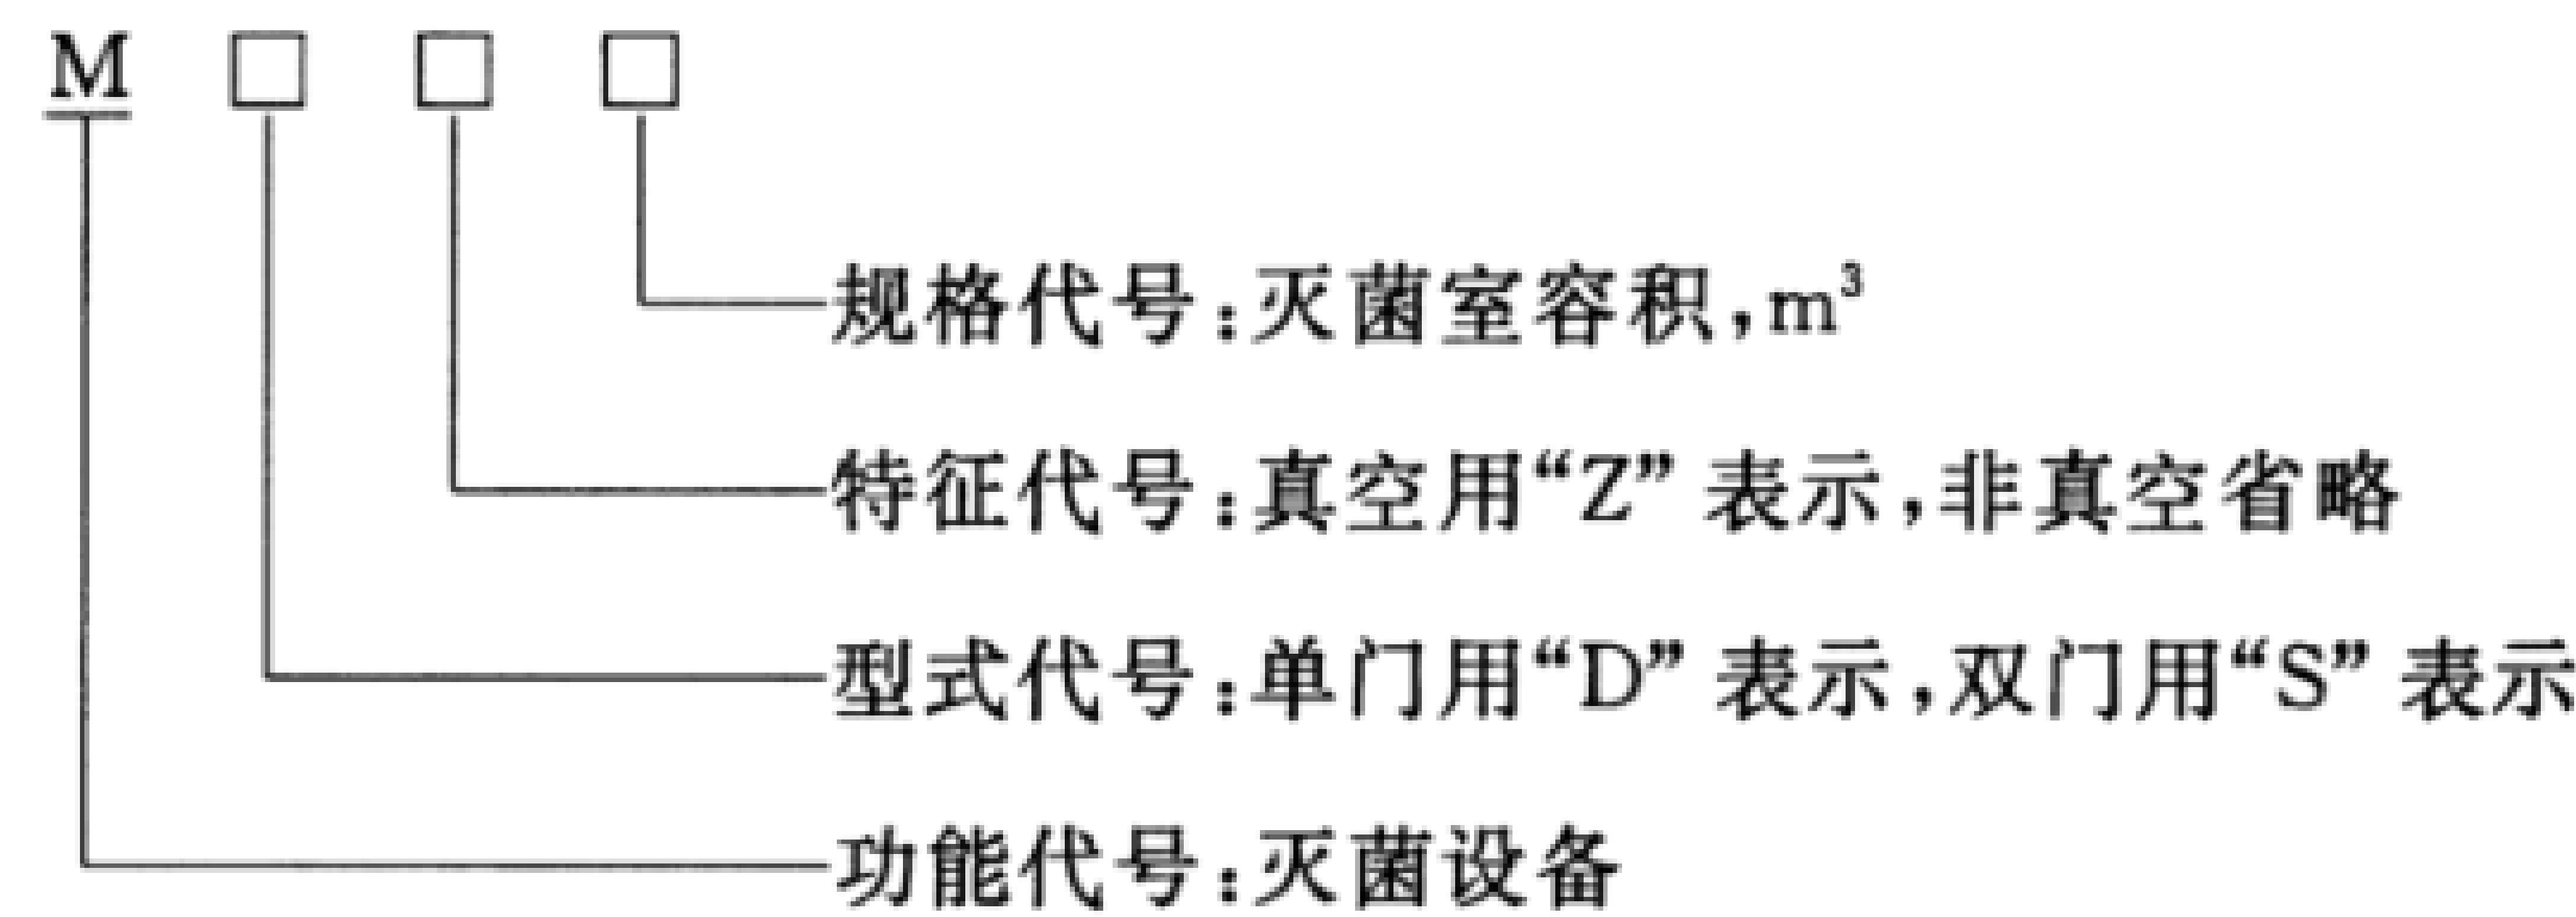 M □ □ □
规格代号:灭菌室容积,m³
特征代号:真空用“Z”表示,非真空省略
型式代号:单门用“D”表示,双门用“S”表示
功能代号:灭菌设备